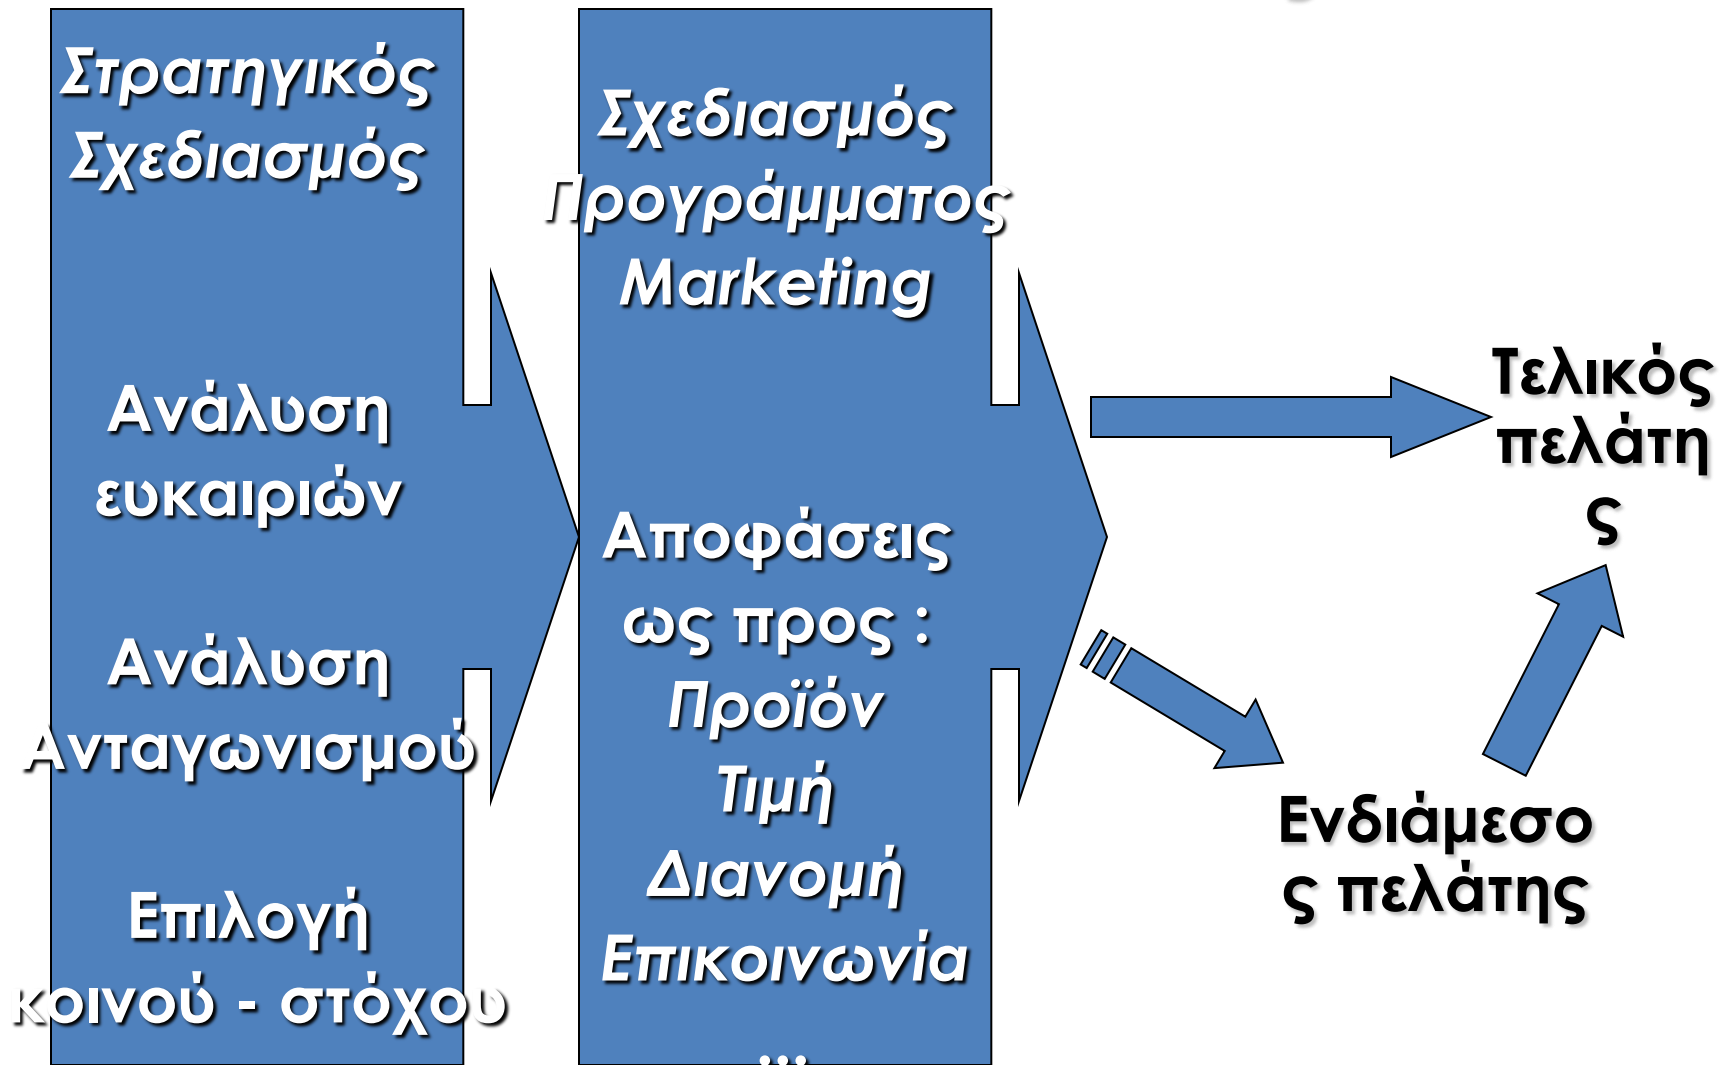 Στρατηγικός
Σχεδιασμός
Ανάλυση
ευκαιριών
Ανάλυση
Ανταγωνισμού
Επιλογή
κοινού - στόχου
Σχεδιασμός
Προγράμματος
Marketing
Αποφάσεις
ως προς :
Προϊόν
Τιμή
Διανομή
Επικοινωνία
...
Τελικός
πελάτη
ς
Ενδιάμεσο
ς πελάτης